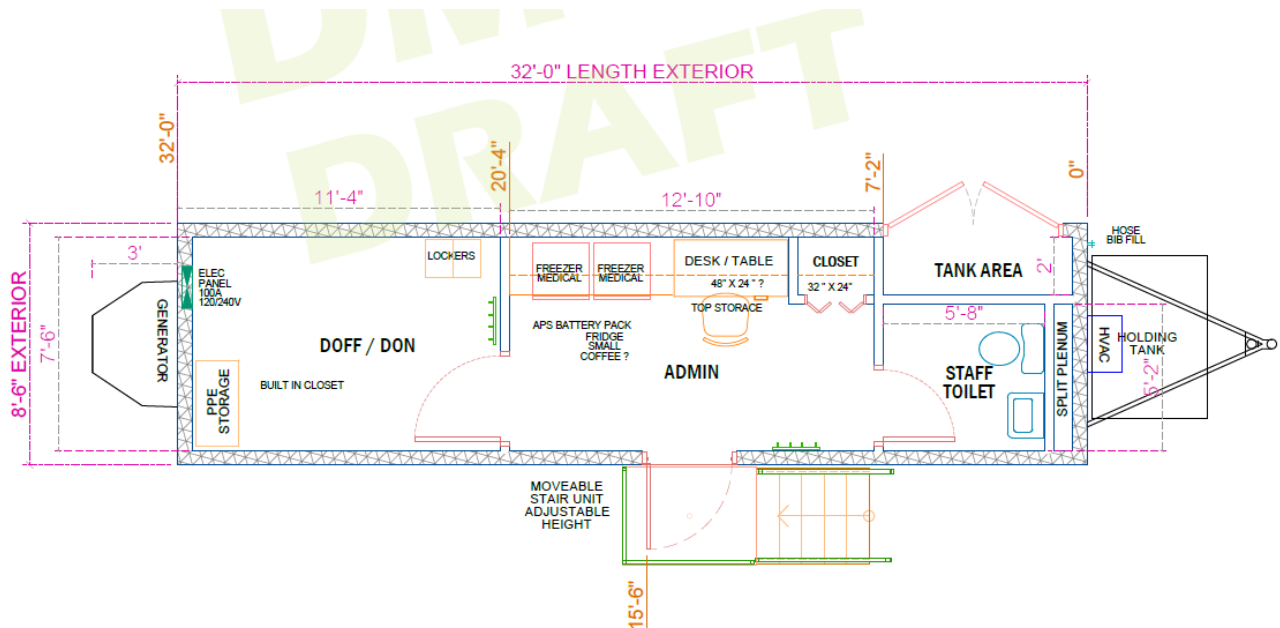 DM
DRAFT
32'-0" LENGTH EXTERIOR
32'-0"
20'-4"
7'-2"
0"
11'-4"
12'-10"
3'
8'-6" EXTERIOR
7'-6"
GENERATOR
ELEC
PANEL
100A
120/240V
LOCKERS
FREEZER
MEDICAL
FREEZER
MEDICAL
DESK / TABLE
48" X 24" ?
TOP STORAGE
CLOSET
32 " X 24"
TANK AREA
2'
HOSE
BIB FILL
DOFF / DON
BUILT IN CLOSET
PPE
STORAGE
APS BATTERY PACK
FRIDGE
SMALL
COFFEE ?
ADMIN
5'-8"
STAFF
TOILET
SPLIT PLENUM
HVAC
HOLDING
TANK
5'-2"
MOVEABLE
STAIR UNIT
ADJUSTABLE
HEIGHT
15'-6"